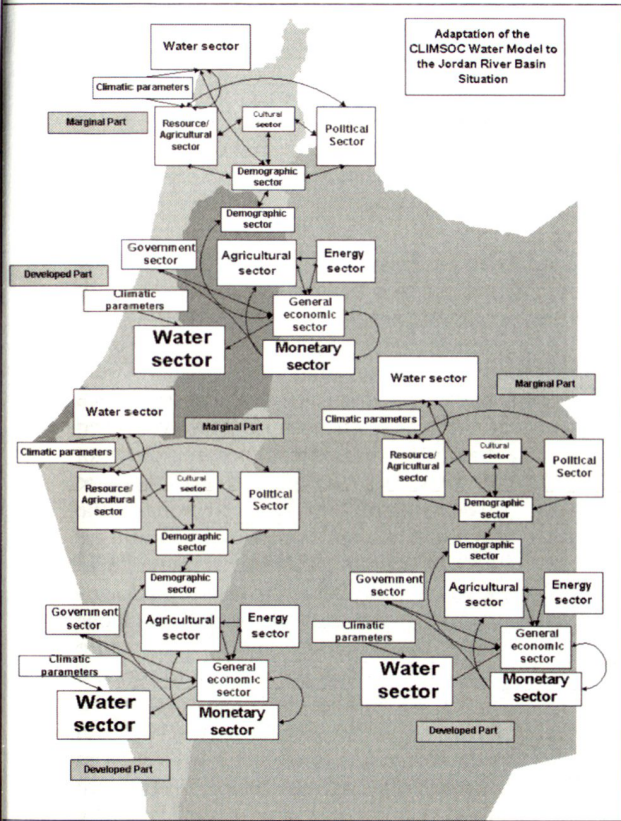 Adaptation of the
CLIMSOC Water Model to
the Jordan River Basin
Situation
Water sector
Climatic parameters
Marginal Part
Resource/
Agricultural
sector
Cultural
sector
Political
Sector
Demographic
sector
Demographic
sector
Government
sector
Agricultural
sector
Energy
sector
Developed Part
Climatic
parameters
General
economic
sector
Water
sector
Monetary
sector
Water sector
Marginal Part
Climatic parameters
Resource/
Agricultural
sector
Cultural
sector
Political
Sector
Demographic
sector
Demographic
sector
Government
sector
Agricultural
sector
Energy
sector
Climatic
parameters
General
economic
sector
Water
sector
Monetary
sector
Developed Part
Water sector
Marginal Part
Climatic parameters
Resource/
Agricultural
sector
Cultural
sector
Political
Sector
Demographic
sector
Demographic
sector
Government
sector
Agricultural
sector
Energy
sector
Climatic
parameters
General
economic
sector
Water
sector
Monetary
sector
Developed Part